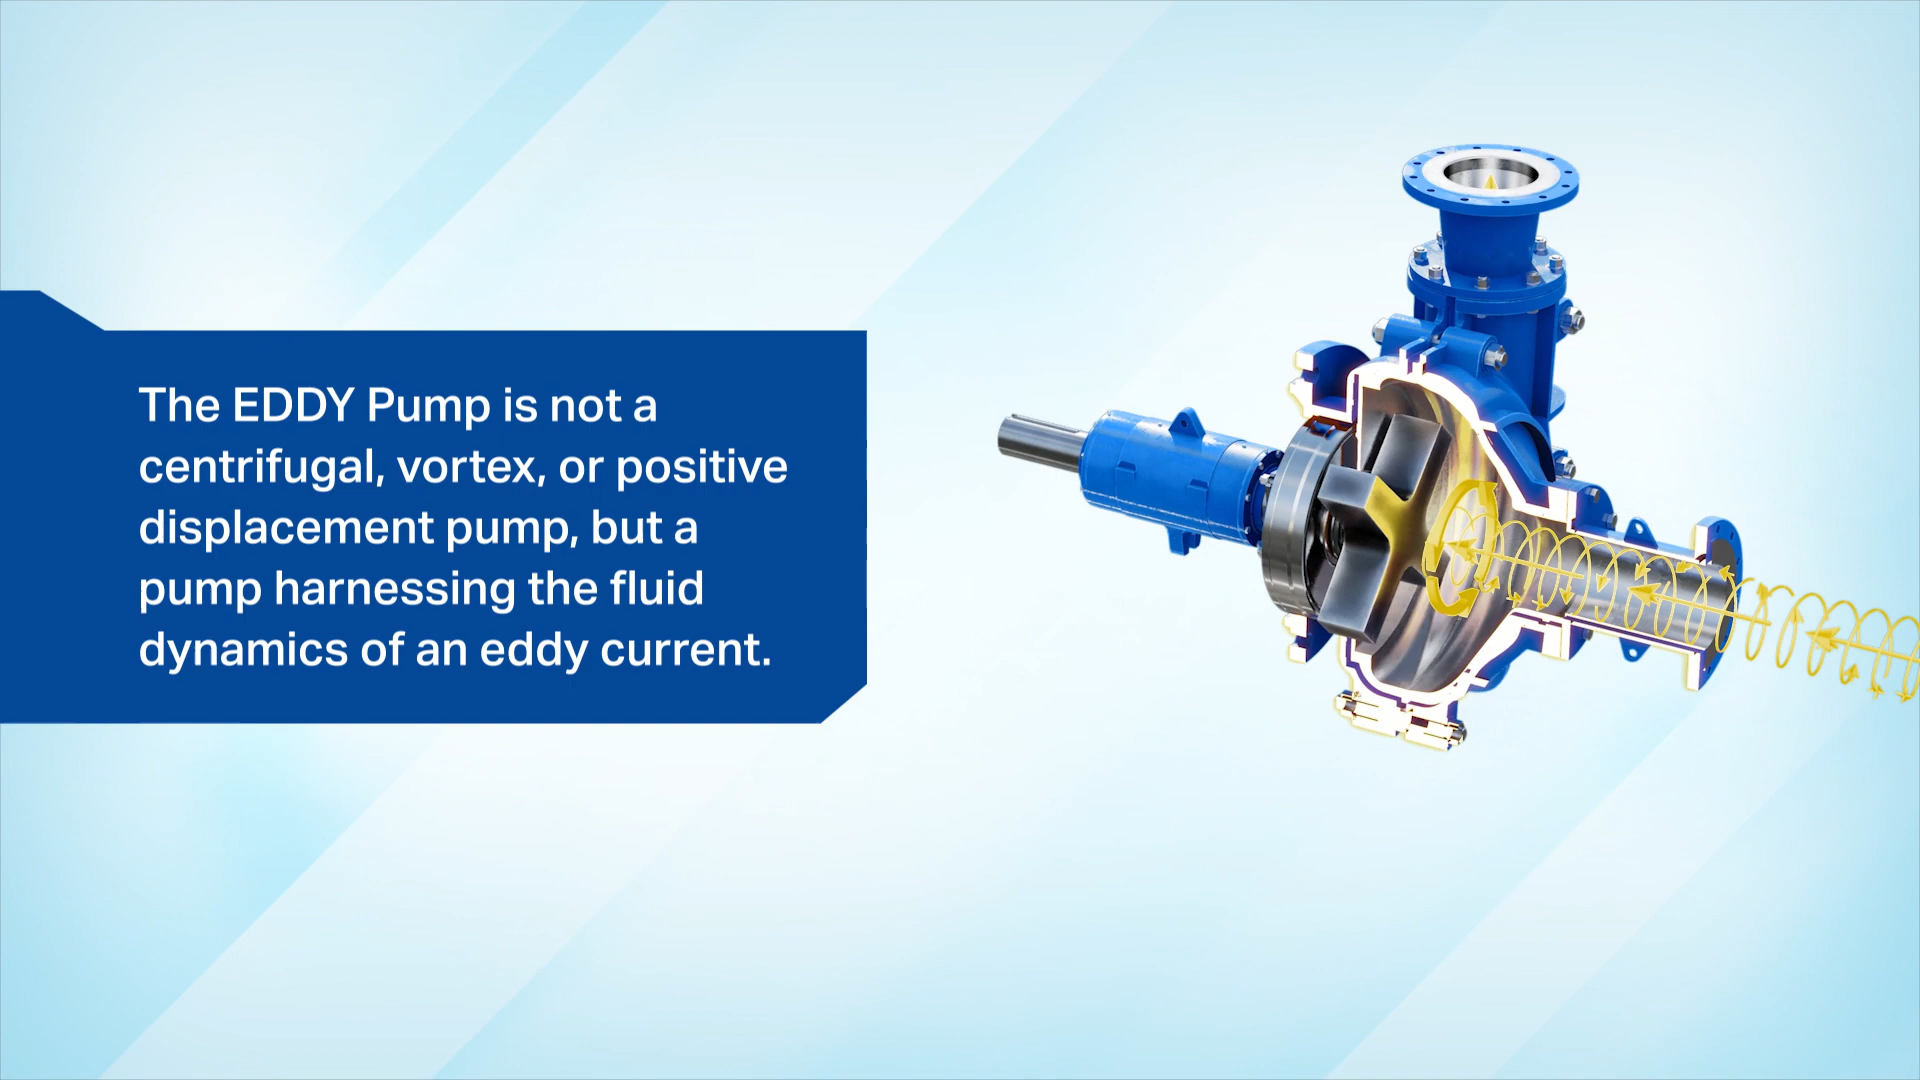 The EDDY Pump is not a
centrifugal, vortex, or positive
displacement pump, but a
pump harnessing the fluid
dynamics of an eddy current.